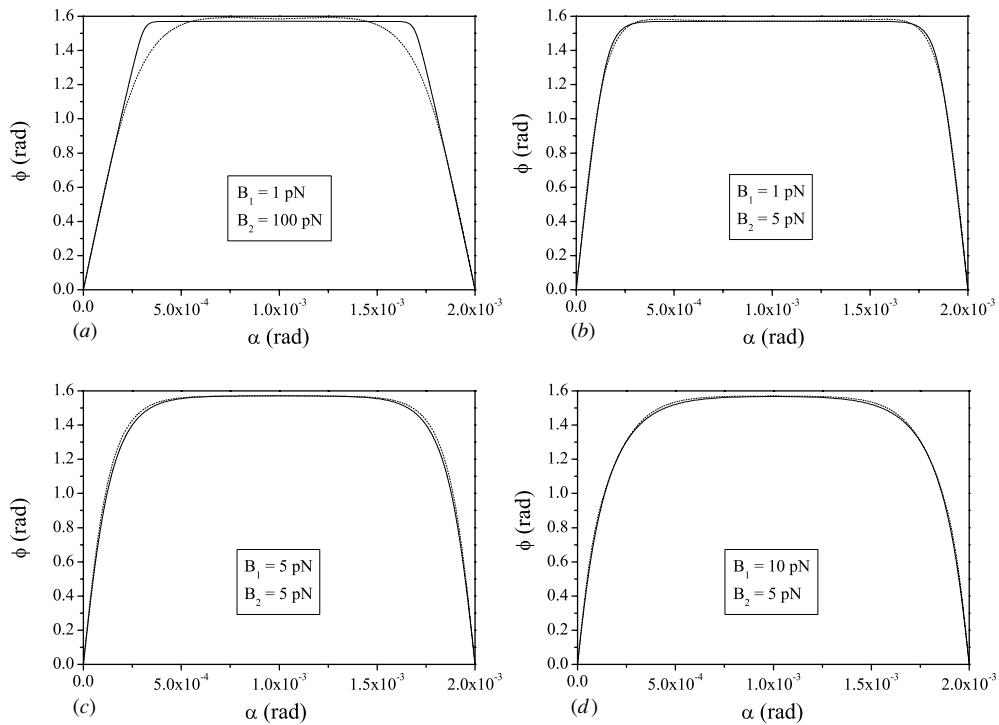 1.6
1.4
1.2
1.0
0.8
0.6
0.4
0.2
0.0
ϕ (rad)
B₁ = 1 pN
B₂ = 100 pN
0.0 5.0x10⁻⁴ 1.0x10⁻³ 1.5x10⁻³ 2.0x10⁻³
(a)
α (rad)
1.6
1.4
1.2
1.0
0.8
0.6
0.4
0.2
0.0
ϕ (rad)
B₁ = 1 pN
B₂ = 5 pN
0.0 5.0x10⁻⁴ 1.0x10⁻³ 1.5x10⁻³ 2.0x10⁻³
(b)
α (rad)
1.6
1.4
1.2
1.0
0.8
0.6
0.4
0.2
0.0
ϕ (rad)
B₁ = 5 pN
B₂ = 5 pN
0.0 5.0x10⁻⁴ 1.0x10⁻³ 1.5x10⁻³ 2.0x10⁻³
(c)
α (rad)
1.6
1.4
1.2
1.0
0.8
0.6
0.4
0.2
0.0
ϕ (rad)
B₁ = 10 pN
B₂ = 5 pN
0.0 5.0x10⁻⁴ 1.0x10⁻³ 1.5x10⁻³ 2.0x10⁻³
(d)
α (rad)